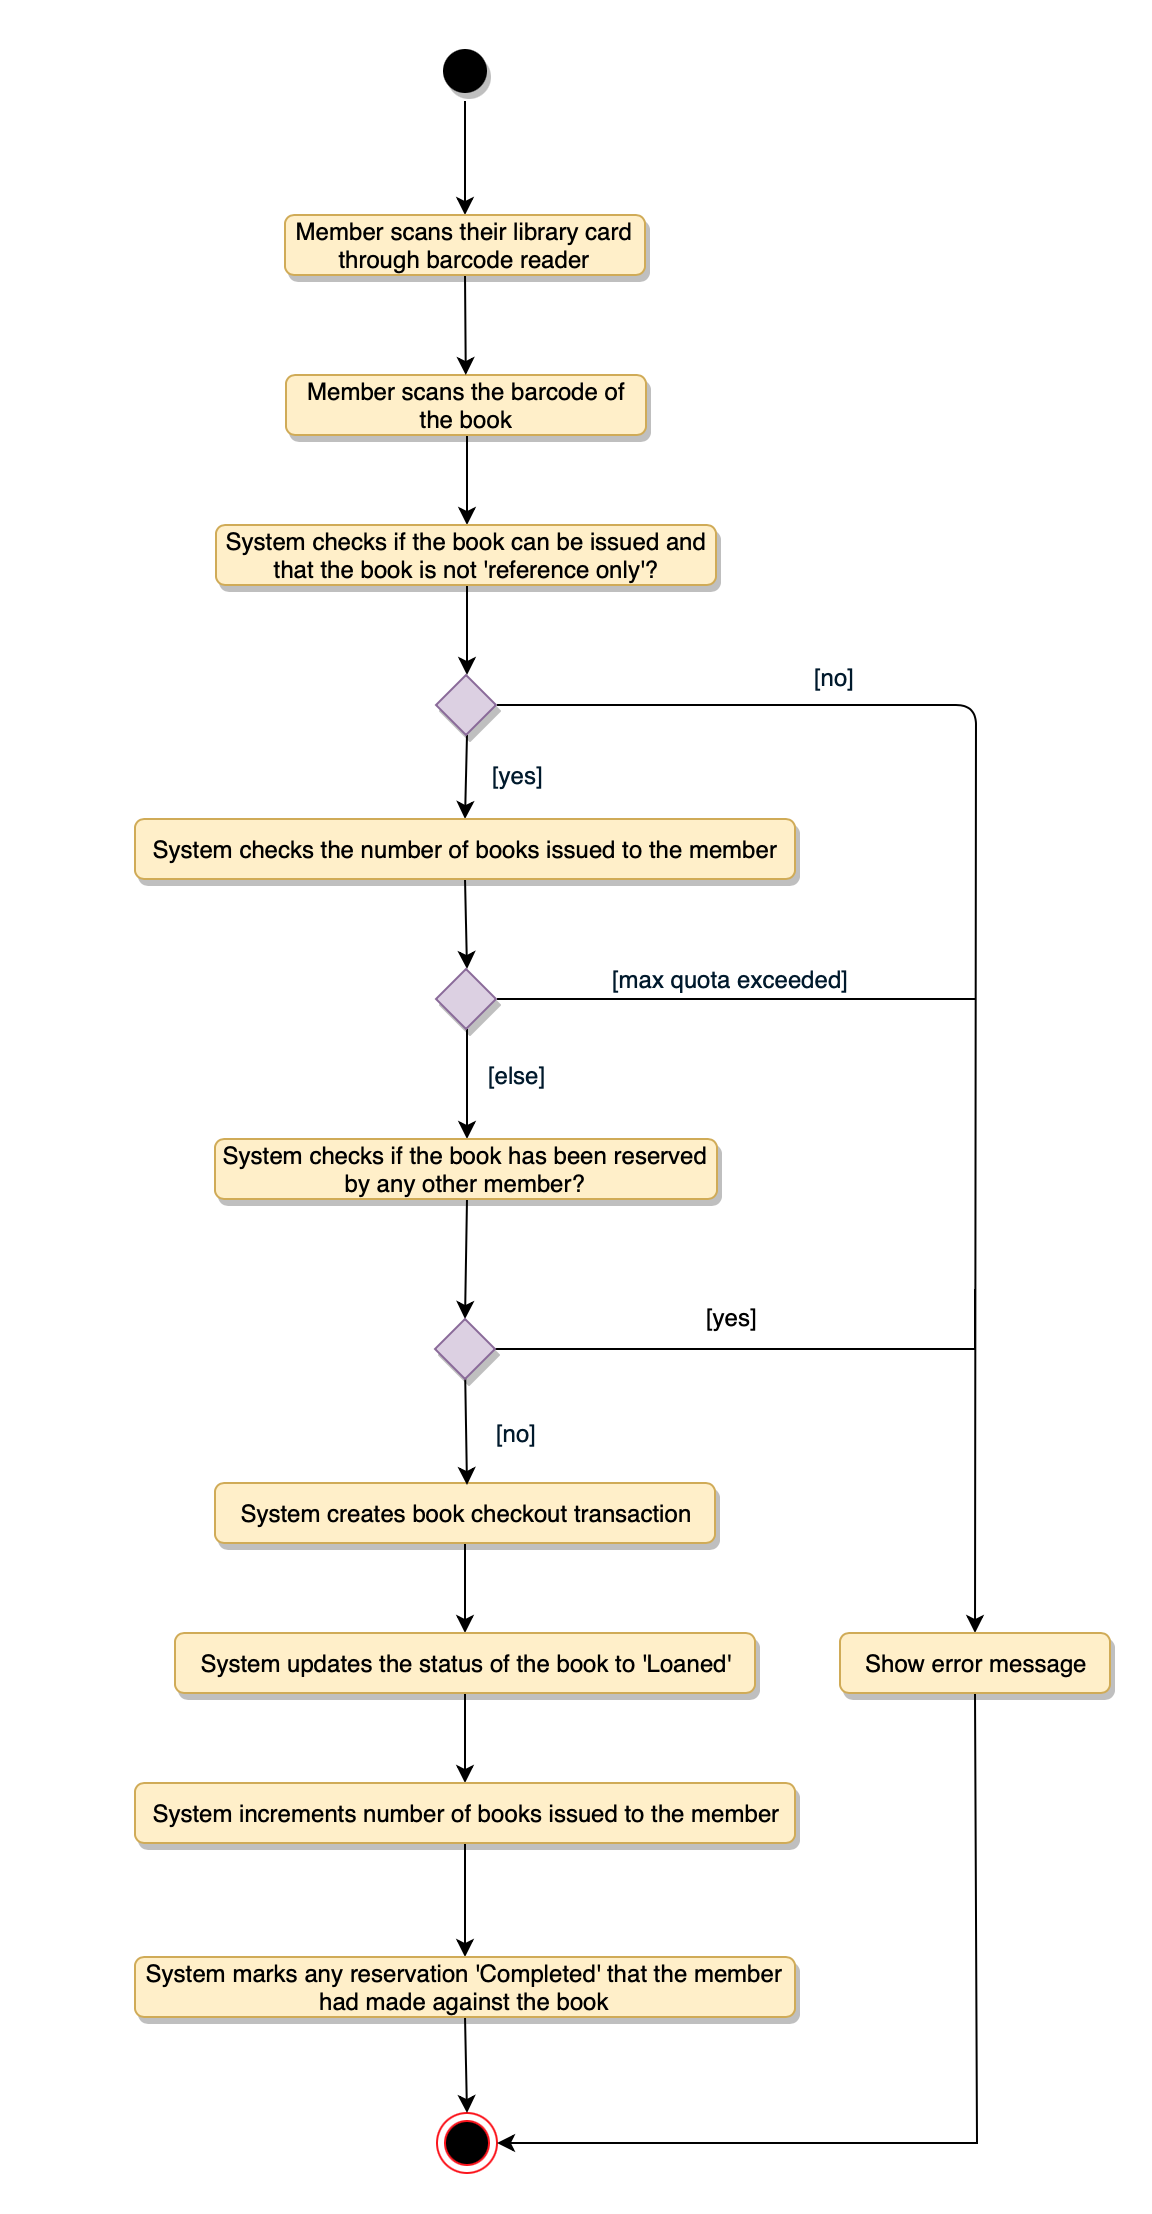 Member scans their library card
through barcode reader
Member scans the barcode of
the book
System checks if the book can be issued and
that the book is not 'reference only'?
[no]
[yes]
System checks the number of books issued to the member
[max quota exceeded]
[else]
System checks if the book has been reserved
by any other member?
[yes]
[no]
System creates book checkout transaction
System updates the status of the book to 'Loaned'
Show error message
System increments number of books issued to the member
System marks any reservation 'Completed' that the member
had made against the book